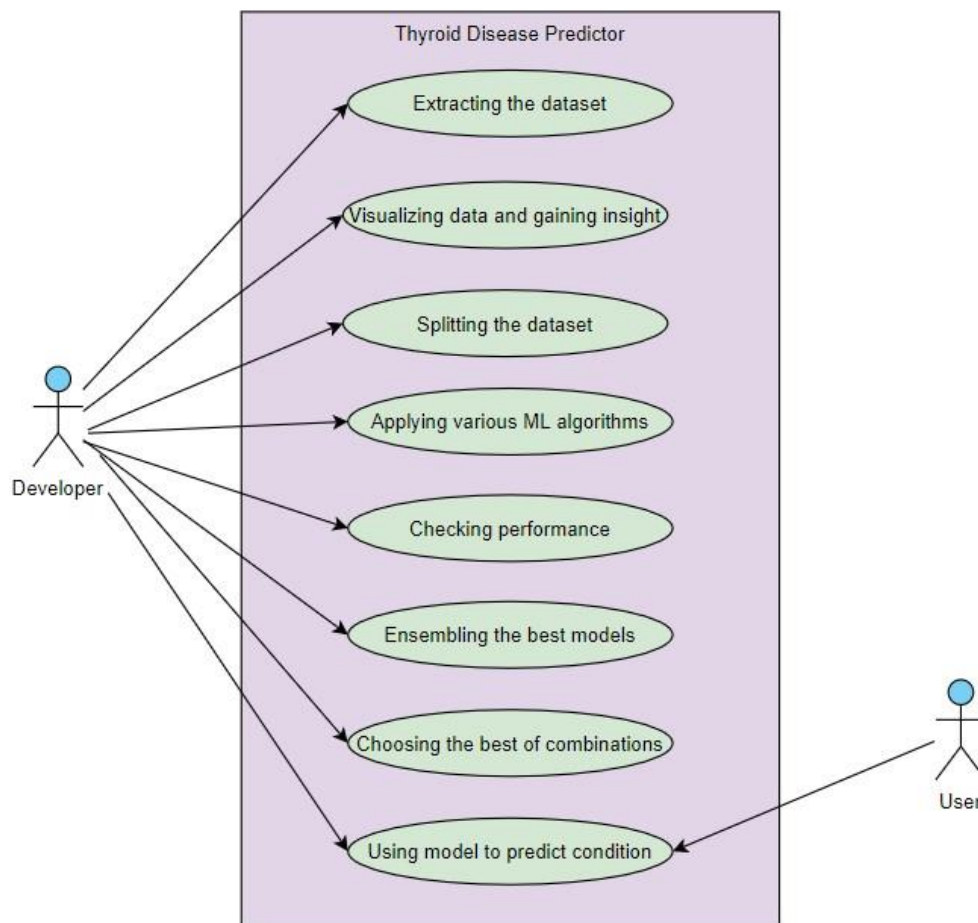 Thyroid Disease Predictor
Extracting the dataset
Visualizing data and gaining insight
Splitting the dataset
Applying various ML algorithms
Developer
Checking performance
Ensembling the best models
Choosing the best of combinations
User
Using model to predict condition